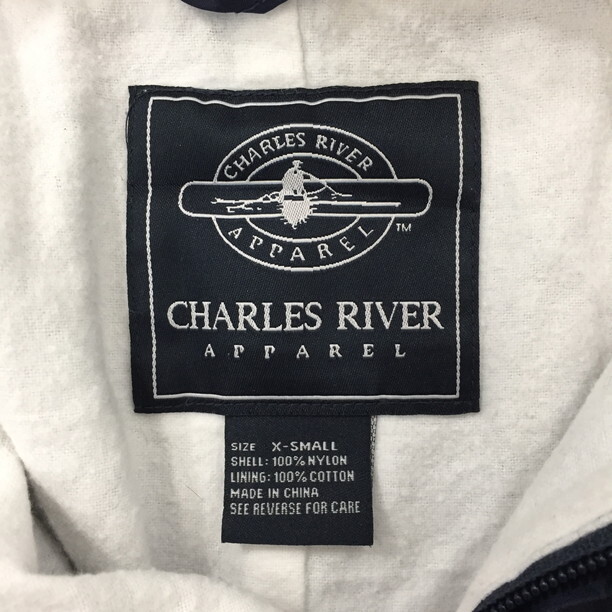 CHARLES RIVER
APPAREL
TM
CHARLES RIVER
APPAREL
SIZE X-SMALL
SHELL: 100% NYLON
LINING: 100% COTTON
MADE IN CHINA
SEE REVERSE FOR CARE